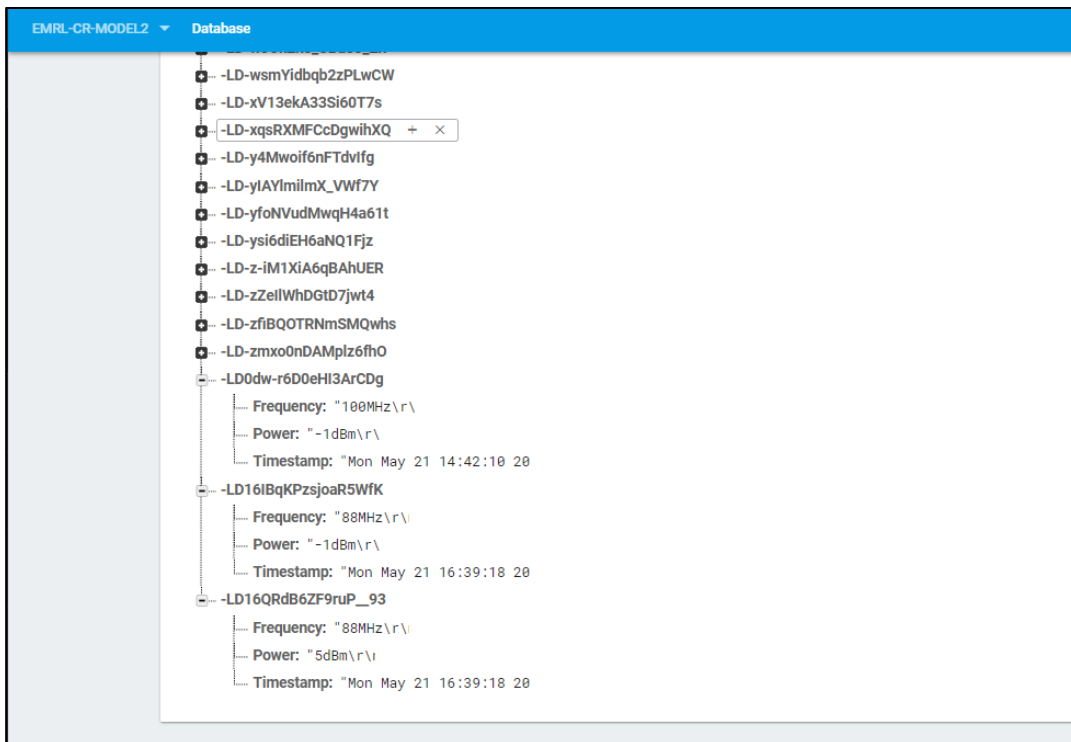 EMRL-CR-MODEL2 Database
-LD-wsmYidbqb2zPLwCW
-LD-xV13ekA33Si60T7s
-LD-xqsRXMFCcDgwihXQ + ×
-LD-y4Mwoif6nFTdvIfg
-LD-yIAYlmilmX_VWf7Y
-LD-yfoNVudMwqH4a61t
-LD-ysi6diEH6aNQ1Fjz
-LD-z-iM1XiA6qBAhUER
-LD-zZeIlWhDGtD7jwt4
-LD-zfiBQOTRNmSMQwhs
-LD-zmxo0nDAMplz6fhO
-LD0dw-r6D0eHI3ArCDg
Frequency: "100MHz\r\
Power: "-1dBm\r\
Timestamp: "Mon May 21 14:42:10 20
-LD16IBqKPzsjoaR5WfK
Frequency: "88MHz\r\
Power: "-1dBm\r\
Timestamp: "Mon May 21 16:39:18 20
-LD16QRdB6ZF9ruP__93
Frequency: "88MHz\r\
Power: "5dBm\r\
Timestamp: "Mon May 21 16:39:18 20